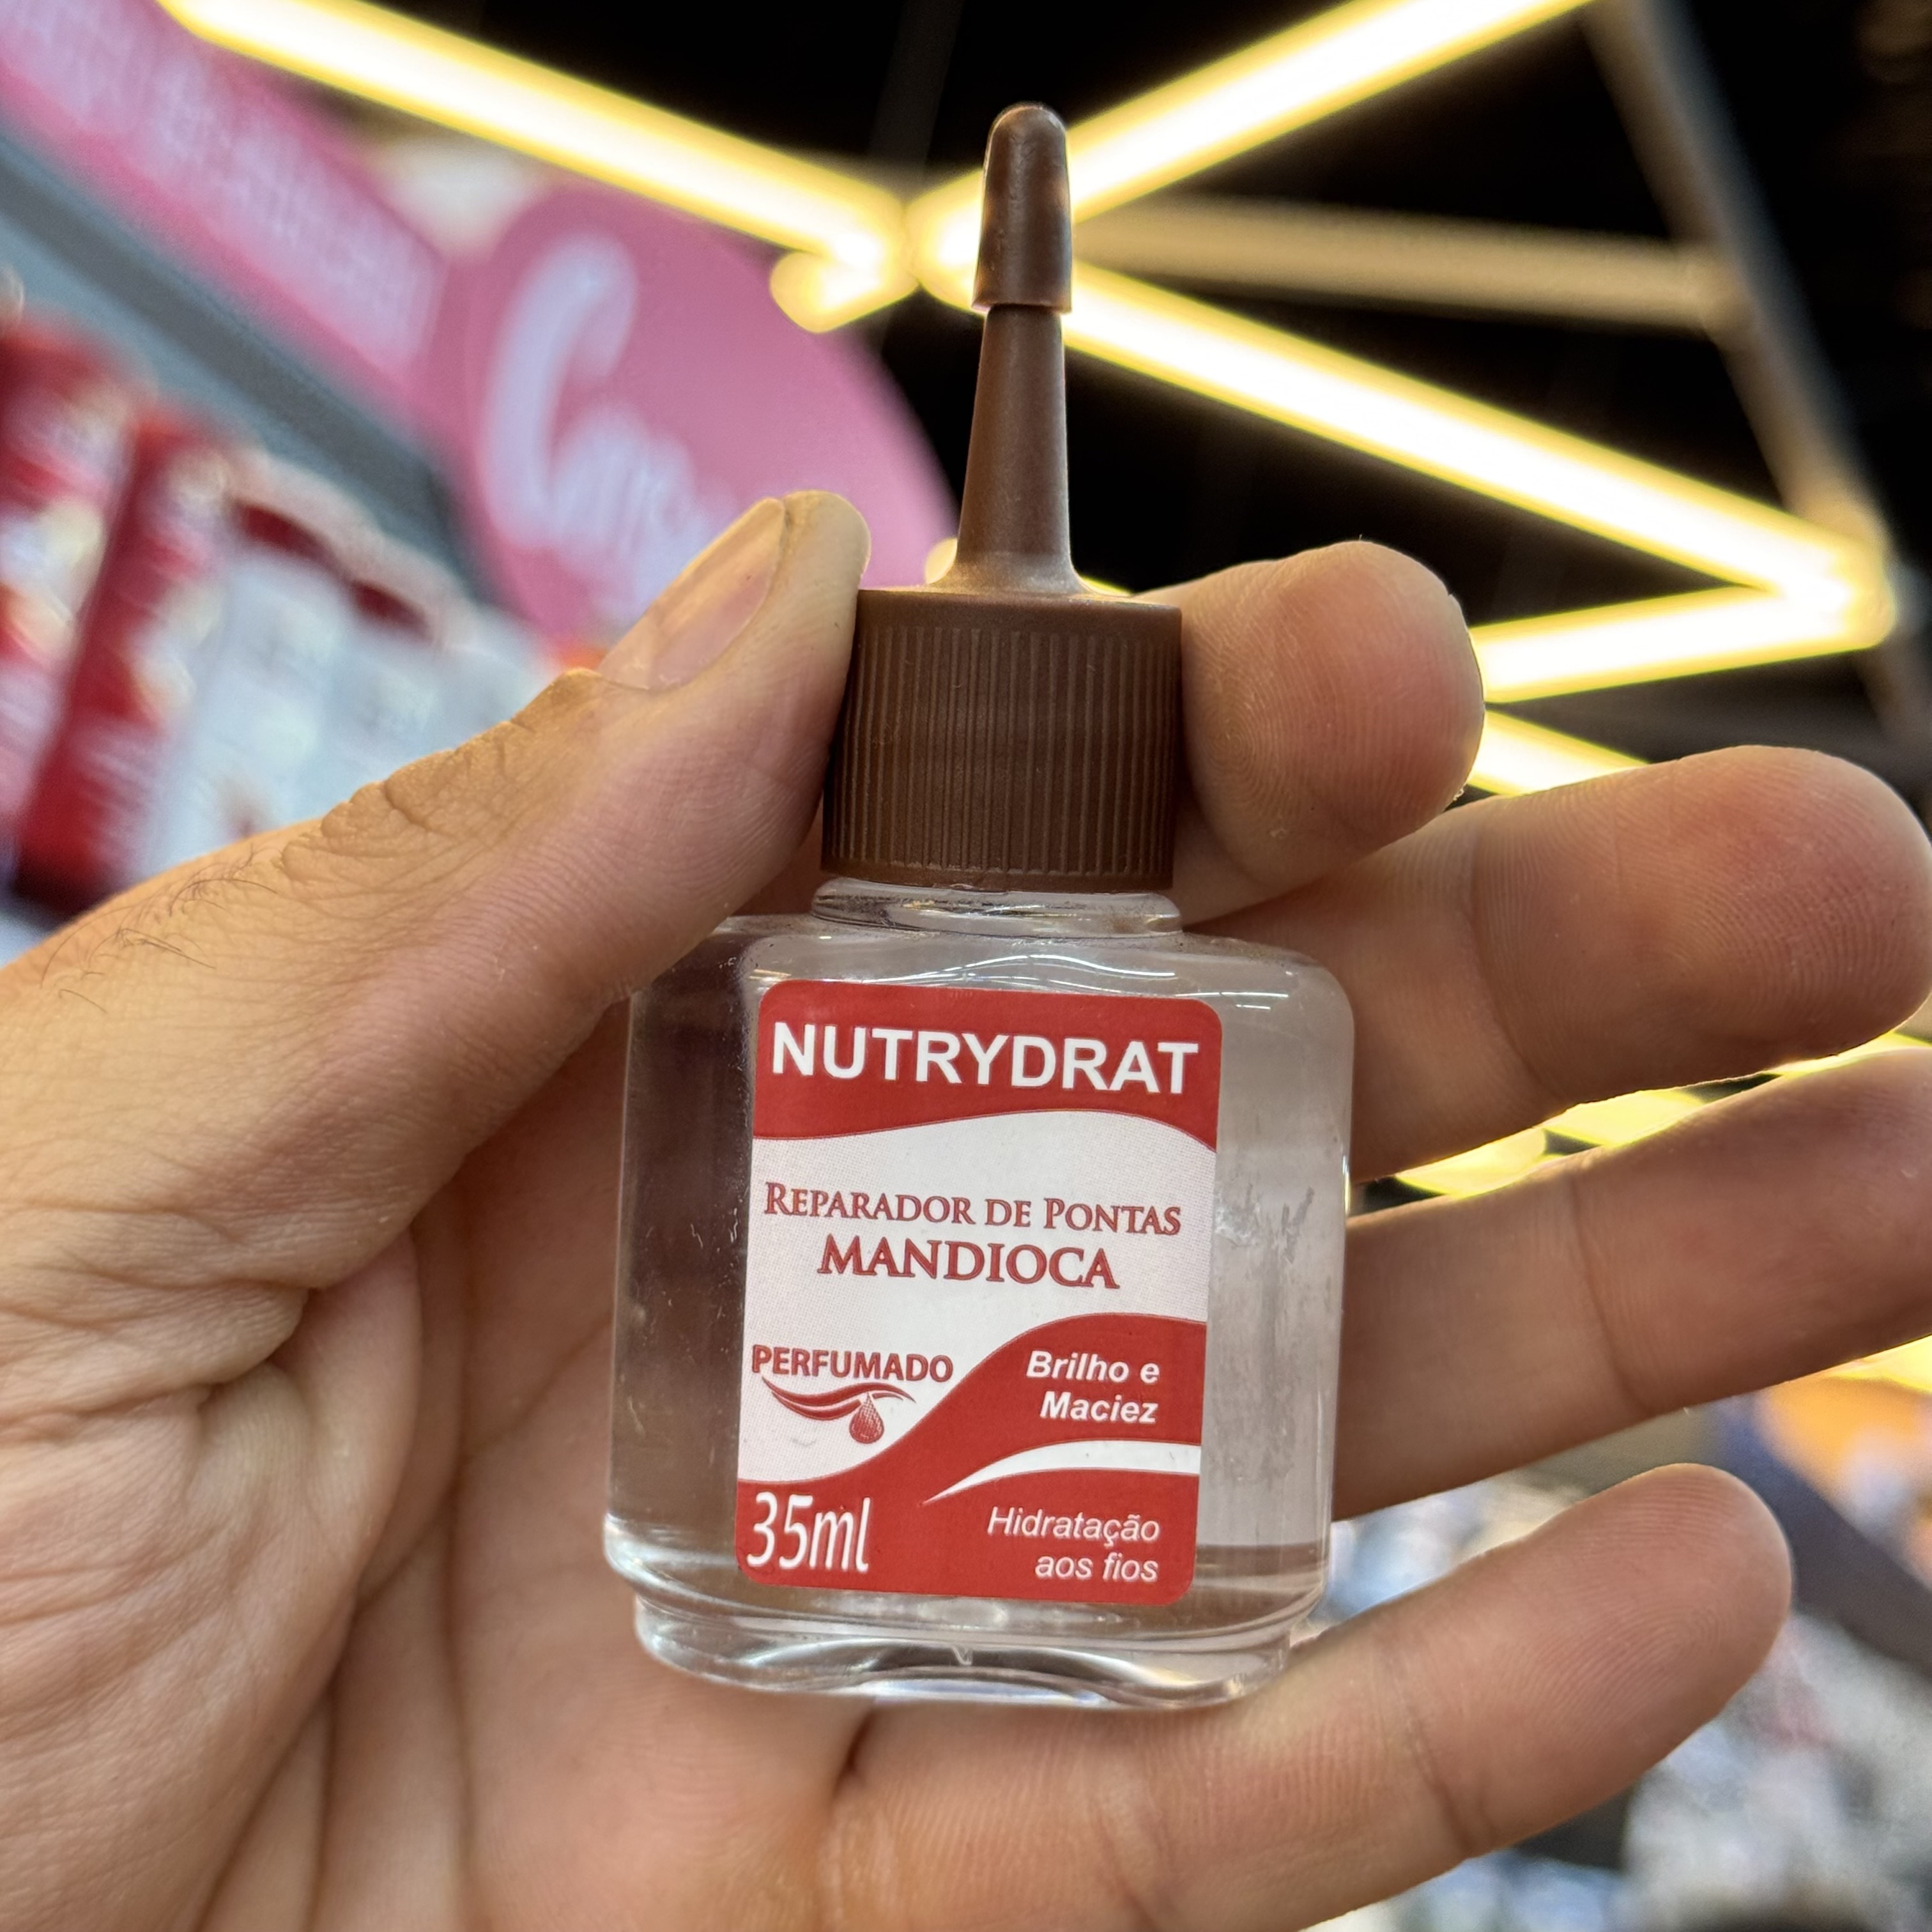 NUTRYDRAT
REPARADOR DE PONTAS
MANDIOCA
PERFUMADO
Brilho e
Maciez
35ml
Hidratação
aos fios